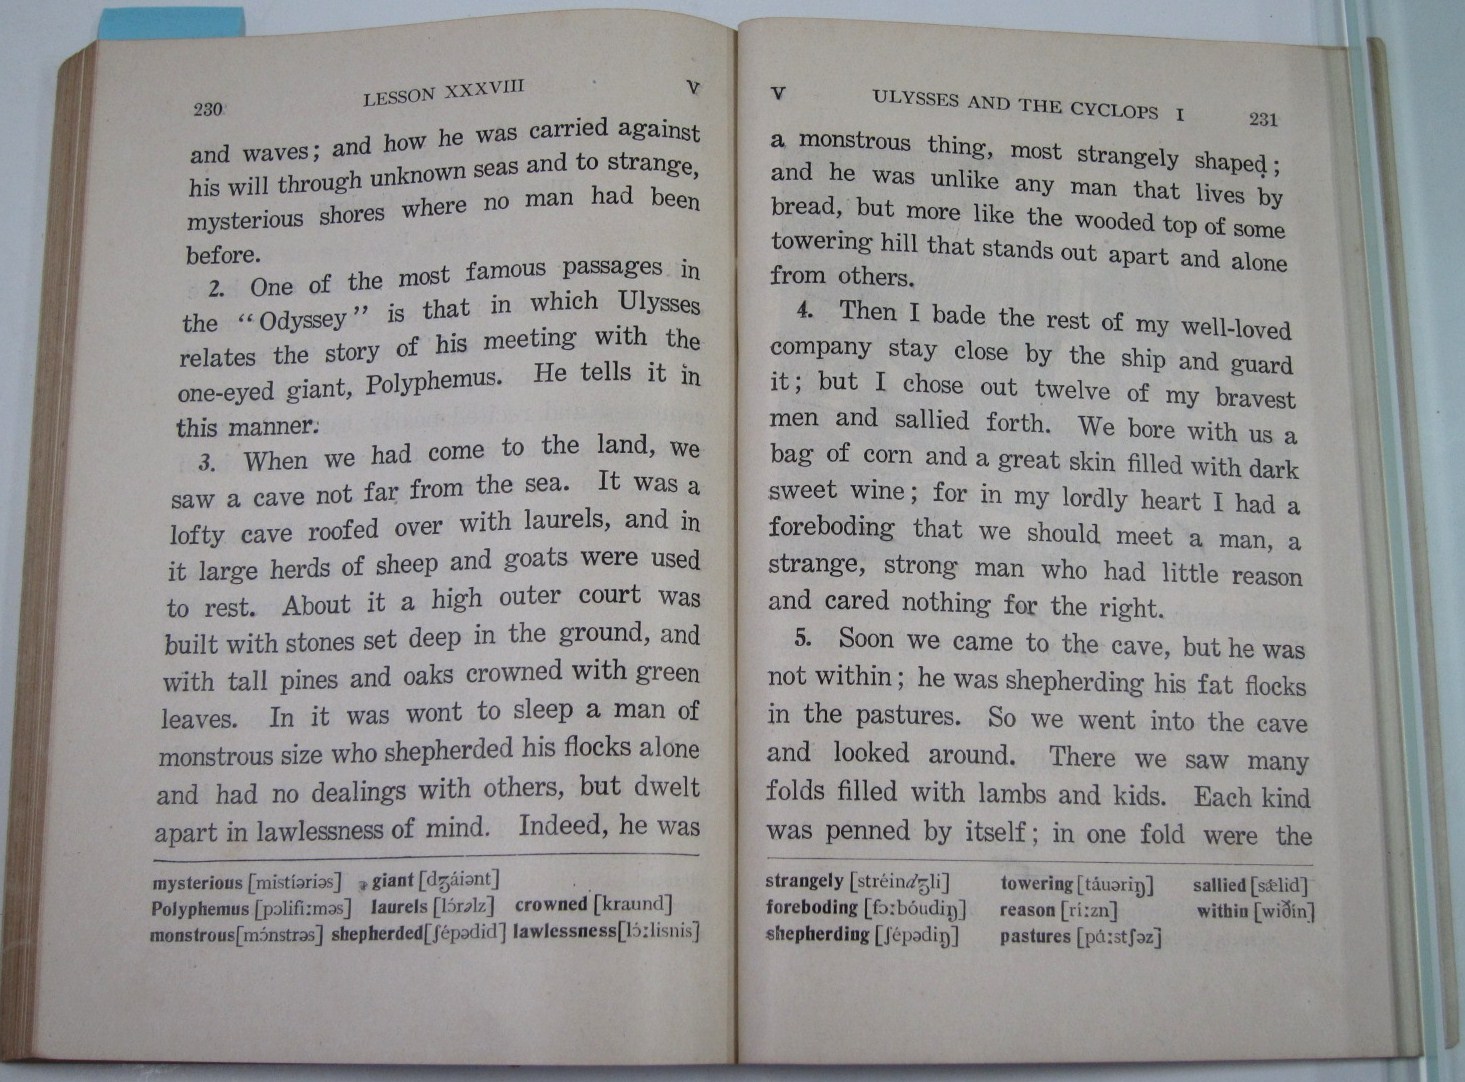 230 LESSON XXXVIII V
and waves; and how he was carried against
his will through unknown seas and to strange,
mysterious shores where no man had been
before.
2. One of the most famous passages in
the “Odyssey” is that in which Ulysses
relates the story of his meeting with the
one-eyed giant, Polyphemus. He tells it in
this manner:
3. When we had come to the land, we
saw a cave not far from the sea. It was a
lofty cave roofed over with laurels, and in
it large herds of sheep and goats were used
to rest. About it a high outer court was
built with stones set deep in the ground, and
with tall pines and oaks crowned with green
leaves. In it was wont to sleep a man of
monstrous size who shepherded his flocks alone
and had no dealings with others, but dwelt
apart in lawlessness of mind. Indeed, he was
mysterious [mistíəriəs] giant [dʒáiənt]
Polyphemus [pɔlifí:məs] laurels [lɔ́rəlz] crowned [kraund]
monstrous[mɔ́nstrəs] shepherded[ʃépədid] lawlessness[lɔ́:lisnis]
V ULYSSES AND THE CYCLOPS I 231
a monstrous thing, most strangely shaped;
and he was unlike any man that lives by
bread, but more like the wooded top of some
towering hill that stands out apart and alone
from others.
4. Then I bade the rest of my well-loved
company stay close by the ship and guard
it; but I chose out twelve of my bravest
men and sallied forth. We bore with us a
bag of corn and a great skin filled with dark
sweet wine; for in my lordly heart I had a
foreboding that we should meet a man, a
strange, strong man who had little reason
and cared nothing for the right.
5. Soon we came to the cave, but he was
not within; he was shepherding his fat flocks
in the pastures. So we went into the cave
and looked around. There we saw many
folds filled with lambs and kids. Each kind
was penned by itself; in one fold were the
strangely [stréindʒli] towering [táuəriŋ] sallied [sǽlid]
foreboding [fɔ:bóudiŋ] reason [rí:zn] within [wiðín]
shepherding [ʃépədiŋ] pastures [pá:stʃəz]